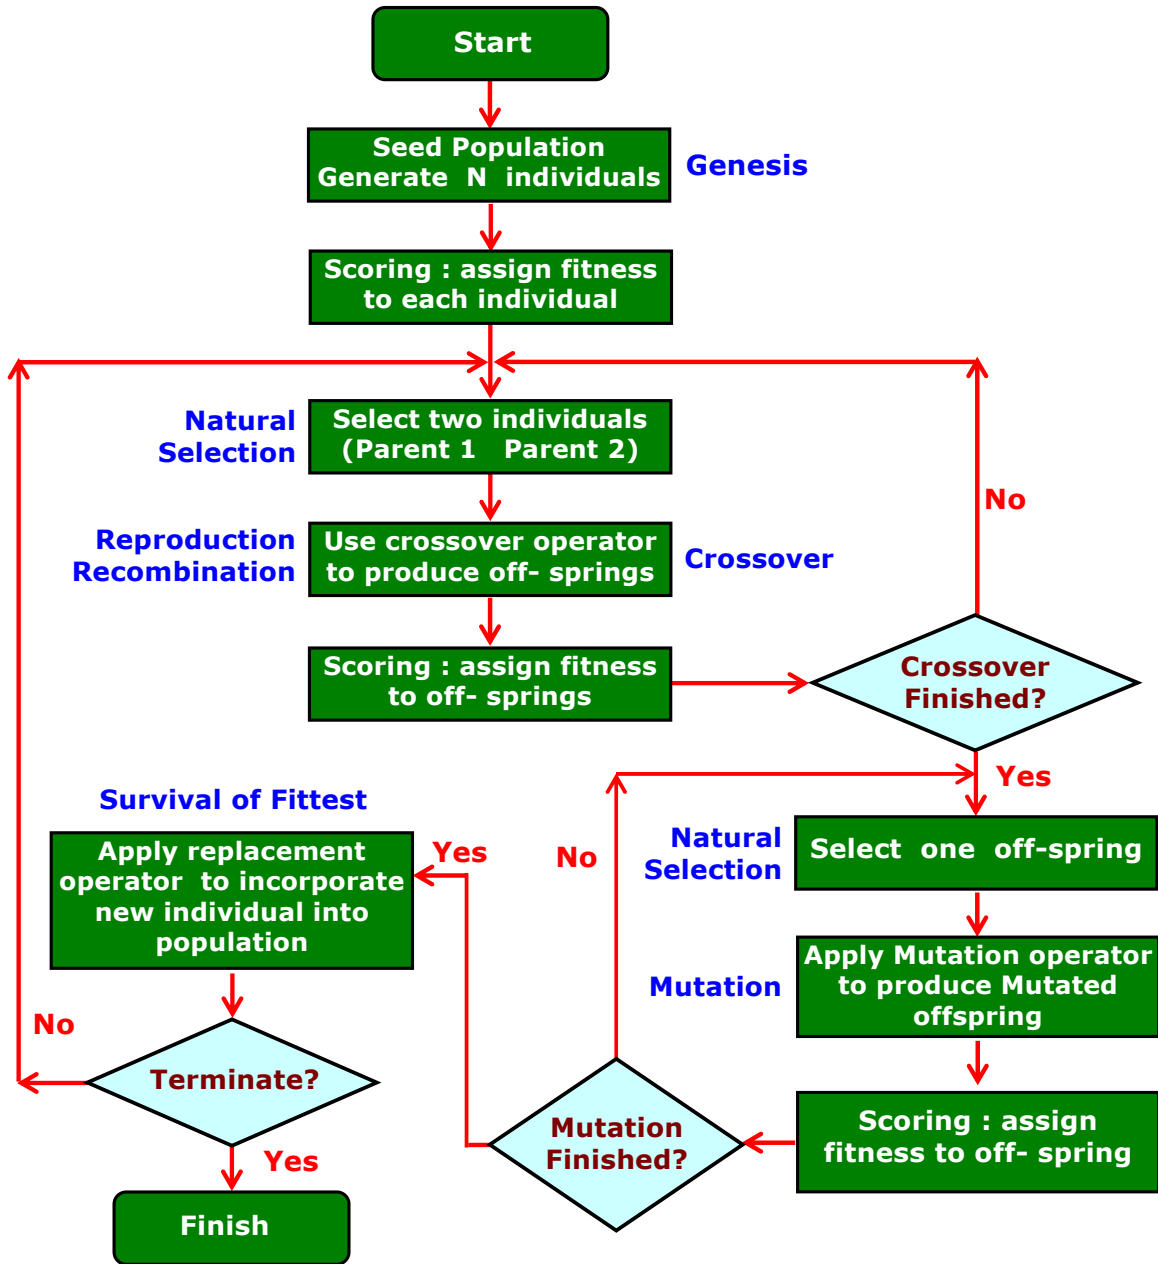 Start
Seed Population
Generate N individuals
Genesis
Scoring : assign fitness
to each individual
Natural
Selection
Select two individuals
(Parent 1 Parent 2)
No
Reproduction
Recombination
Use crossover operator
to produce off- springs
Crossover
Scoring : assign fitness
to off- springs
Crossover
Finished?
Yes
Survival of Fittest
Apply replacement
operator to incorporate
new individual into
population
Yes
No
Natural
Selection
Select one off-spring
Mutation
Apply Mutation operator
to produce Mutated
offspring
No
Terminate?
Mutation
Finished?
Scoring : assign
fitness to off- spring
Yes
Finish